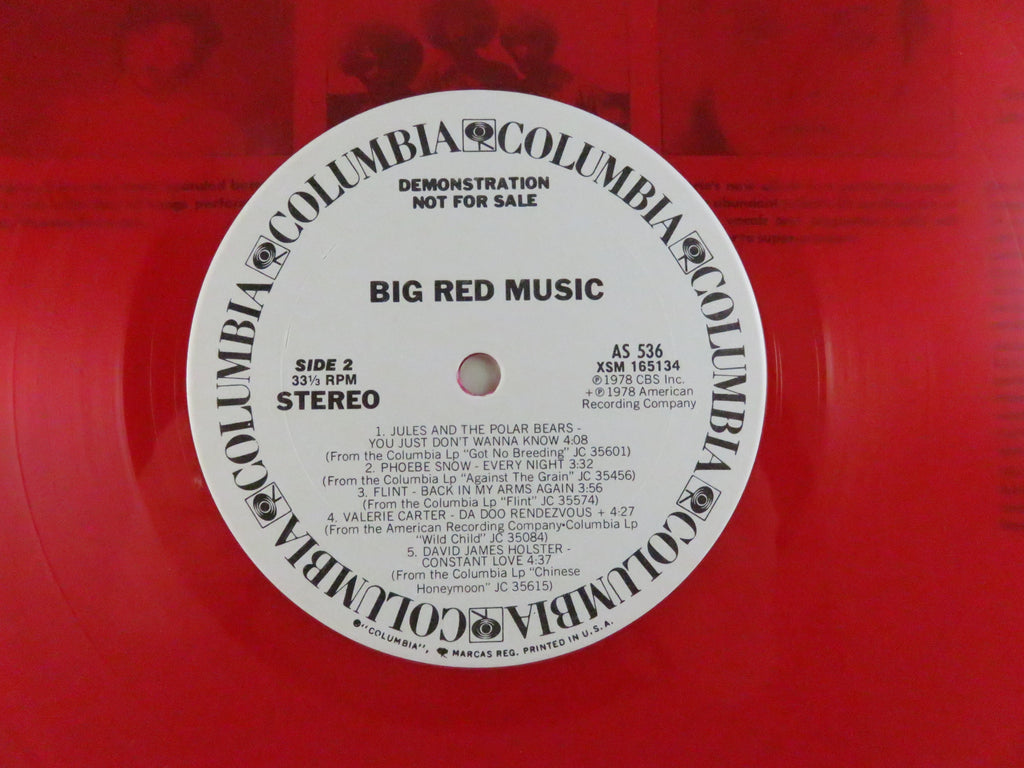 COLUMBIA COLUMBIA COLUMBIA COLUMBIA COLUMBIA COLUMBIA COLUMBIA COLUMBIA
DEMONSTRATION
NOT FOR SALE
BIG RED MUSIC
SIDE 2
33⅓ RPM
STEREO
AS 536
XSM 165134
℗ 1978 CBS Inc.
+ ℗ 1978 American
Recording Company
1. JULES AND THE POLAR BEARS -
YOU JUST DON'T WANNA KNOW 4:08
(From the Columbia Lp "Got No Breeding" JC 35601)
2. PHOEBE SNOW - EVERY NIGHT 3:32
(From the Columbia Lp "Against The Grain" JC 35456)
3. FLINT - BACK IN MY ARMS AGAIN 3:56
(From the Columbia Lp "Flint" JC 35574)
4. VALERIE CARTER - DA DOO RENDEZVOUS + 4:27
(From the American Recording Company•Columbia Lp
"Wild Child" JC 35084)
5. DAVID JAMES HOLSTER -
CONSTANT LOVE 4:37
(From the Columbia Lp "Chinese
Honeymoon" JC 35615)
"COLUMBIA", MARCAS REG. PRINTED IN U.S.A.